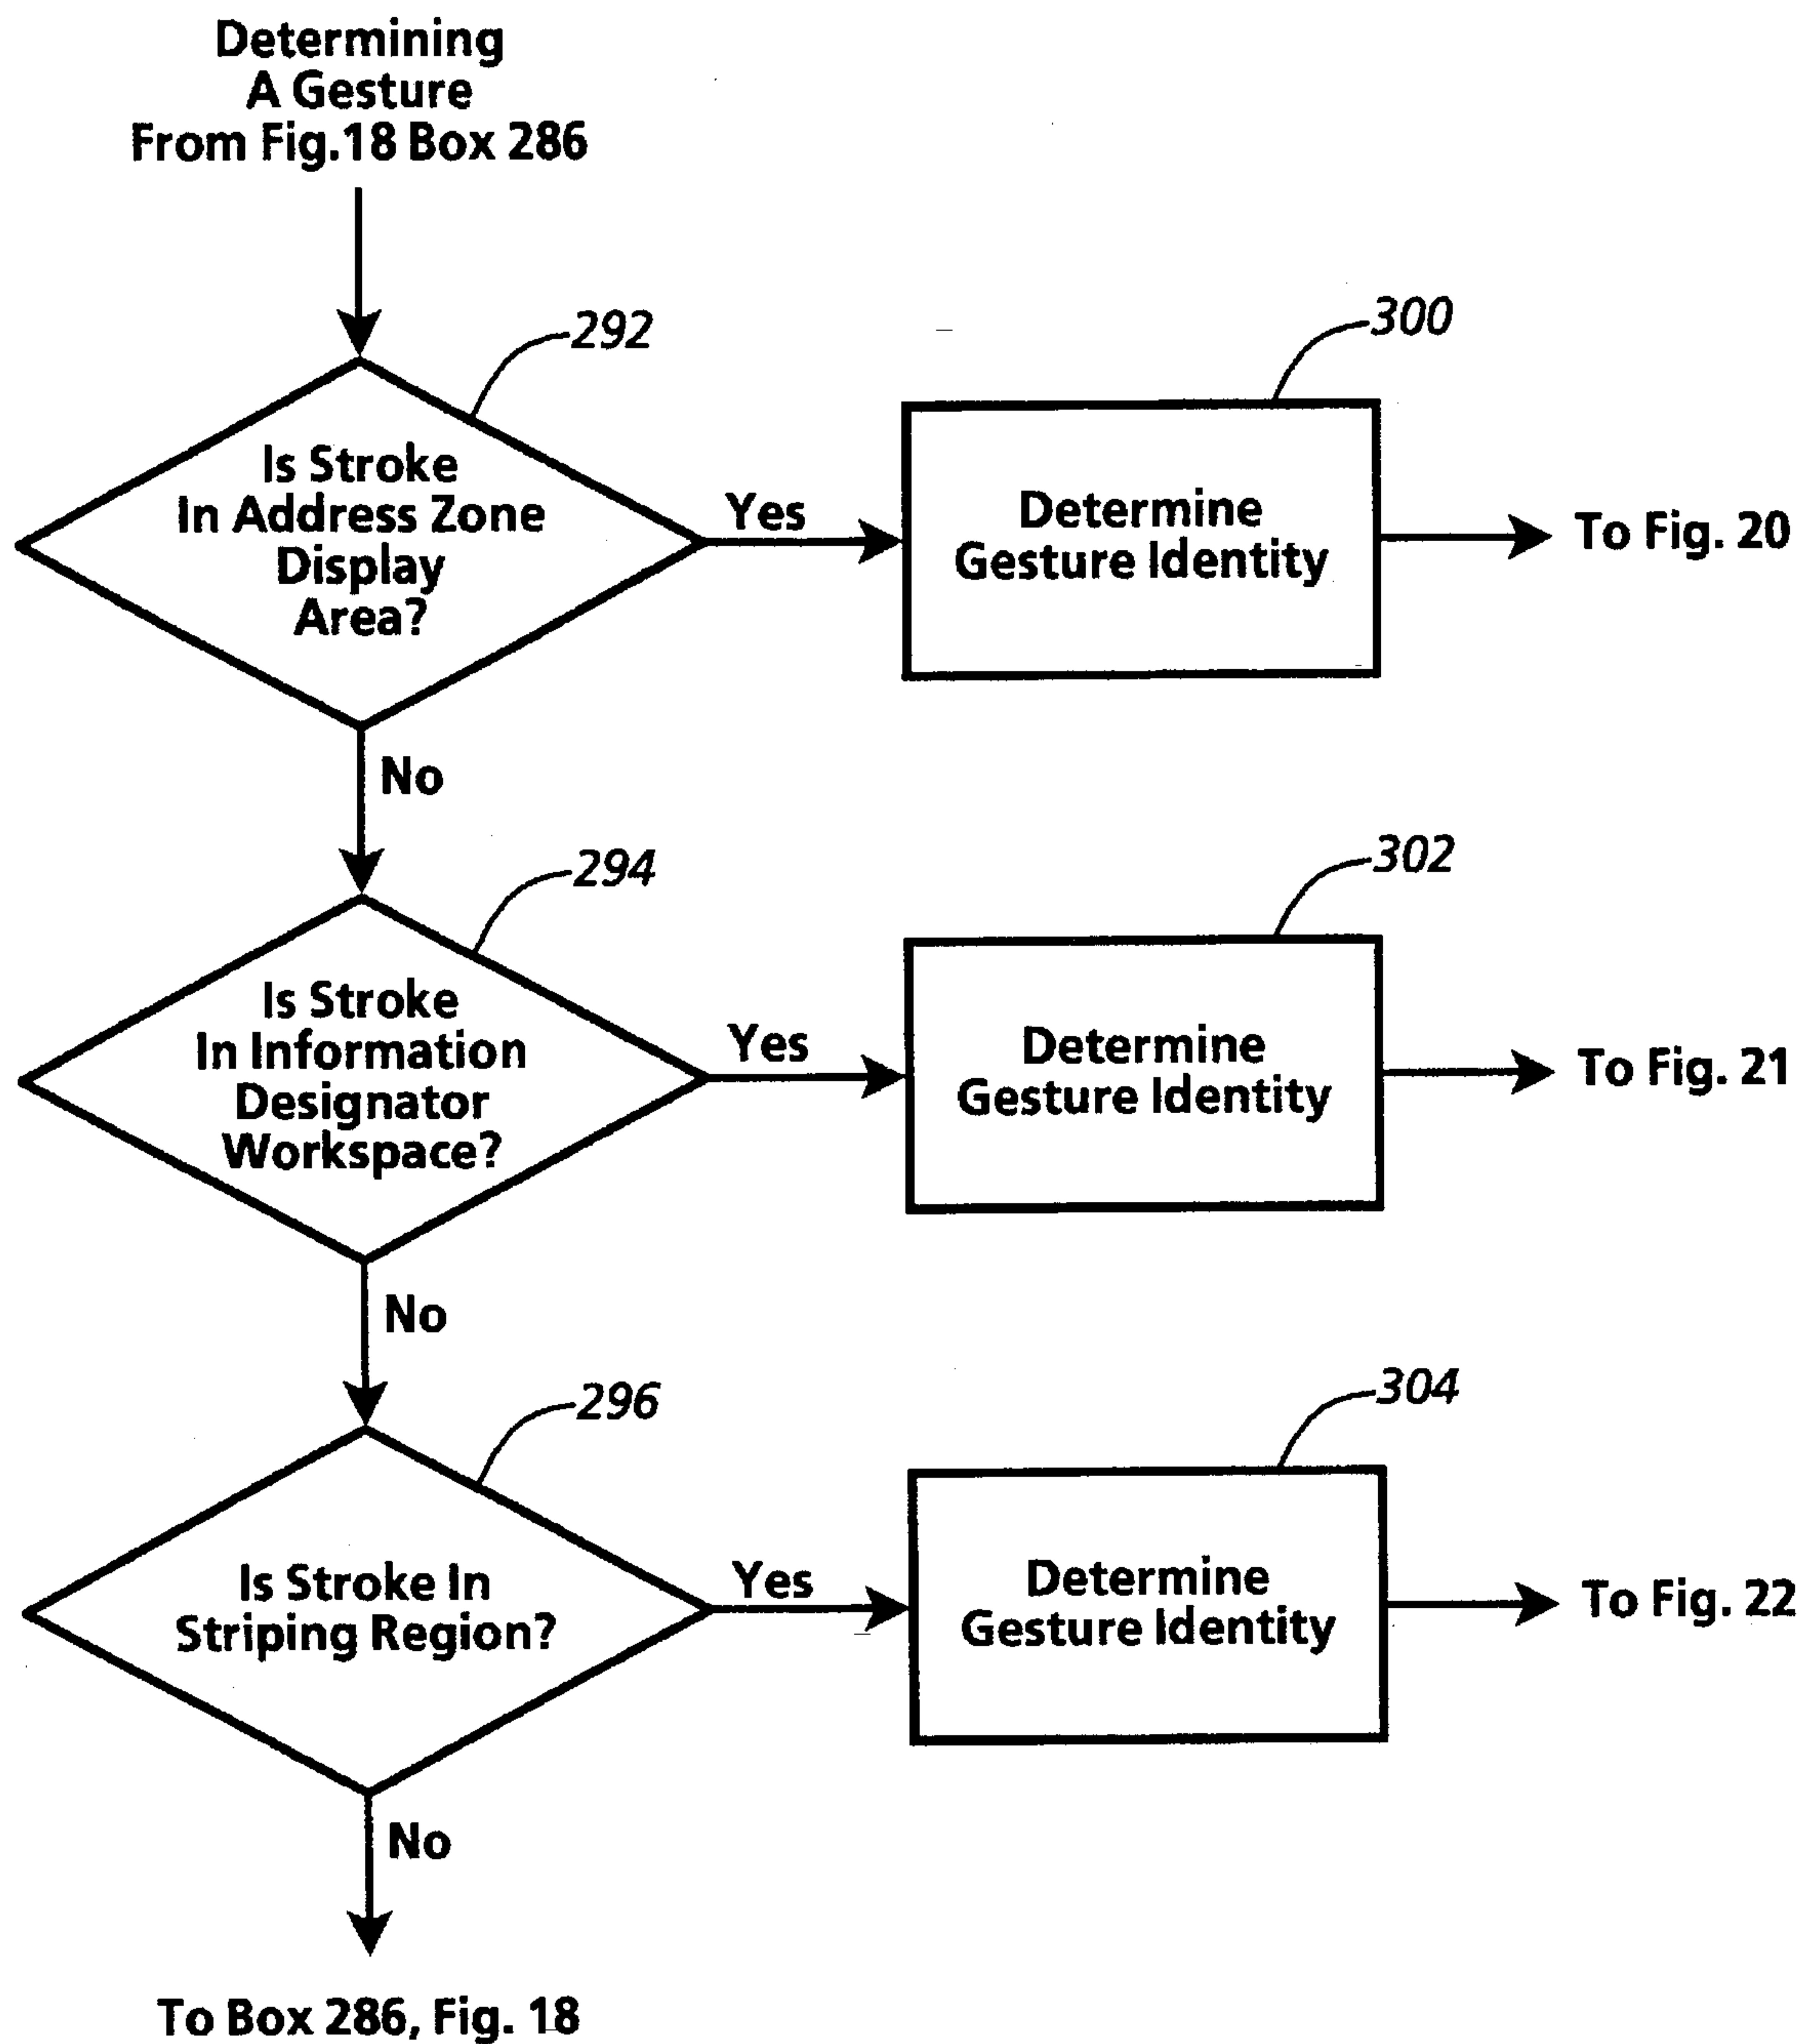 Determining
A Gesture
From Fig.18 Box 286
292
300
Is Stroke
In Address Zone
Display
Area?
Yes
Determine
Gesture Identity
To Fig. 20
No
294
302
Is Stroke
In Information
Designator
Workspace?
Yes
Determine
Gesture Identity
To Fig. 21
No
296
304
Is Stroke In
Striping Region?
Yes
Determine
Gesture Identity
To Fig. 22
No
To Box 286, Fig. 18